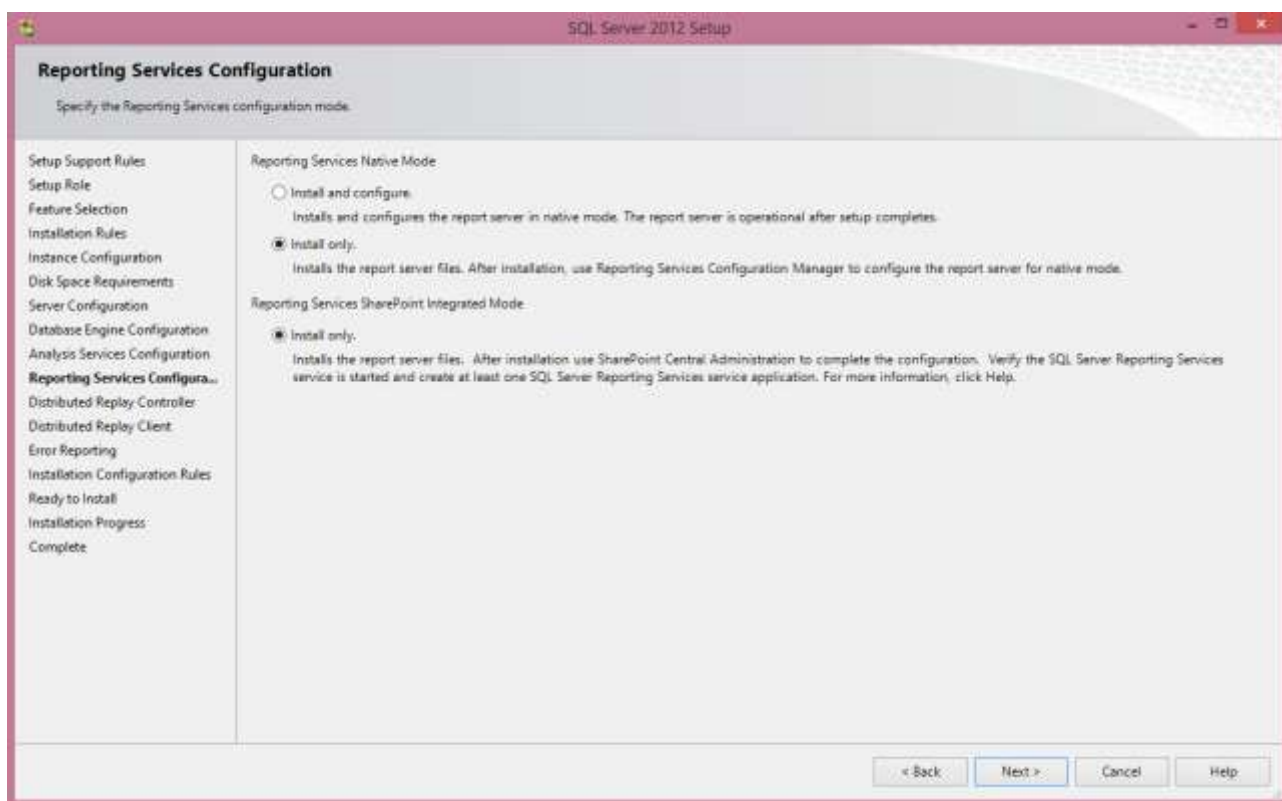 SQL Server 2012 Setup
Reporting Services Configuration
Specify the Reporting Services configuration mode.
Setup Support Rules
Setup Role
Feature Selection
Installation Rules
Instance Configuration
Disk Space Requirements
Server Configuration
Database Engine Configuration
Analysis Services Configuration
Reporting Services Configura...
Distributed Replay Controller
Distributed Replay Client
Error Reporting
Installation Configuration Rules
Ready to Install
Installation Progress
Complete
Reporting Services Native Mode
Install and configure.
Installs and configures the report server in native mode. The report server is operational after setup completes.
Install only.
Installs the report server files. After installation, use Reporting Services Configuration Manager to configure the report server for native mode.
Reporting Services SharePoint Integrated Mode
Install only.
Installs the report server files. After installation use SharePoint Central Administration to complete the configuration. Verify the SQL Server Reporting Services
service is started and create at least one SQL Server Reporting Services service application. For more information, click Help.
< Back
Next >
Cancel
Help